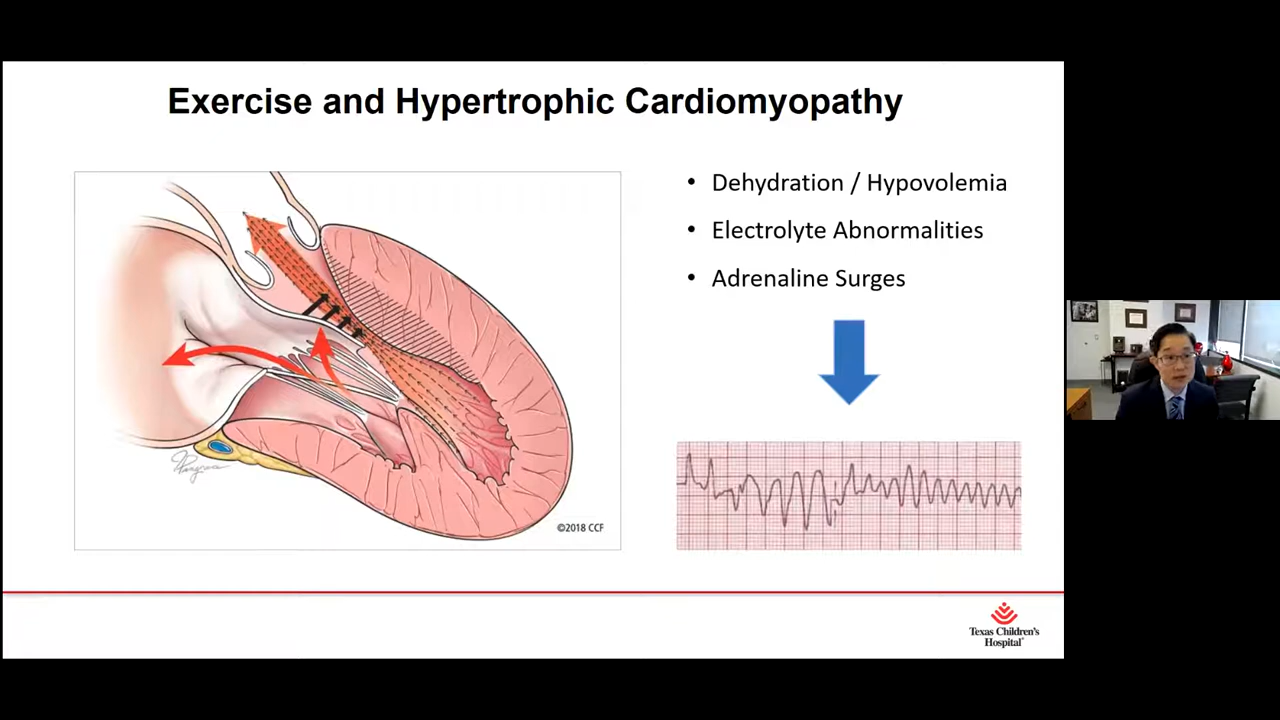 Exercise and Hypertrophic Cardiomyopathy
• Dehydration / Hypovolemia
• Electrolyte Abnormalities
• Adrenaline Surges
©2018 CCF
Texas Children's
Hospital